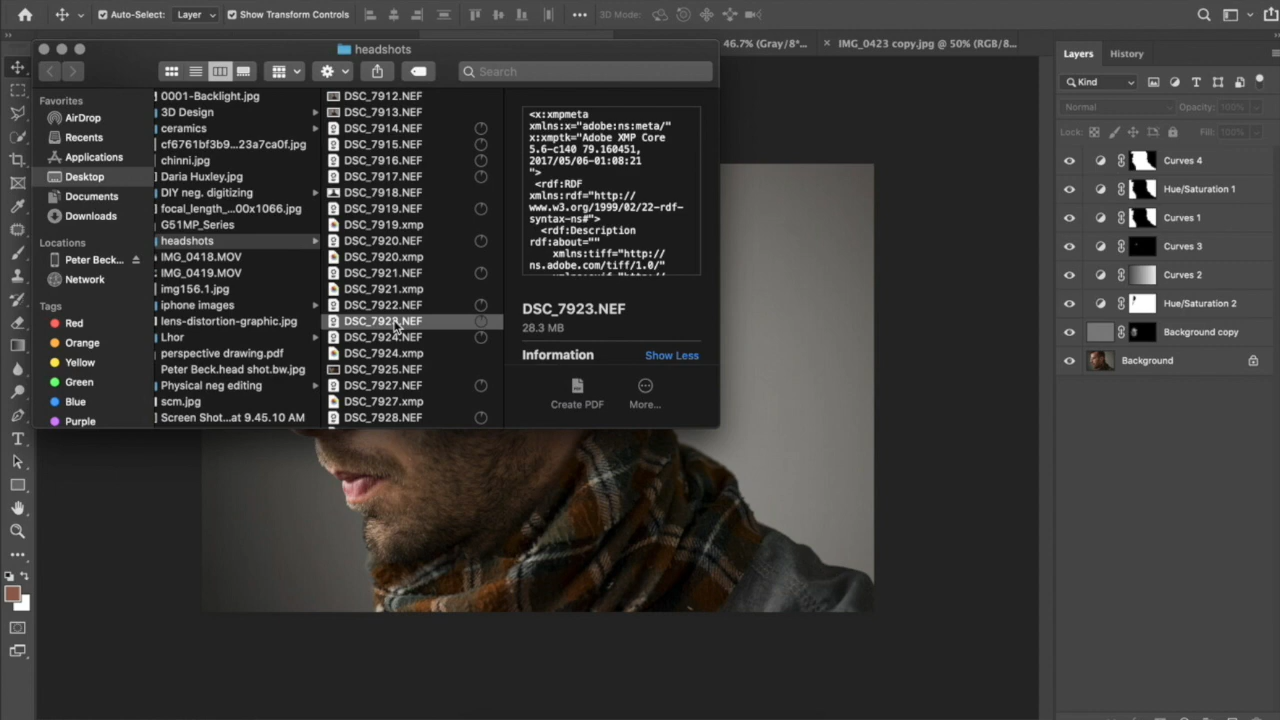 Auto-Select:
Layer
Show Transform Controls
3D Mode:
46.7% (Gray/8*...
× IMG_0423 copy.jpg @ 50% (RGB/8...
headshots
Search
Favorites
AirDrop
Recents
Applications
Desktop
Documents
Downloads
Locations
Peter Beck...
Network
Tags
Red
Orange
Yellow
Green
Blue
Purple
0001-Backlight.jpg
3D Design
ceramics
cf6761bf3b9...23a7ca0f.jpg
chinni.jpg
Daria Huxley.jpg
DIY neg. digitizing
focal_length_...00x1066.jpg
G51MP_Series
headshots
IMG_0418.MOV
IMG_0419.MOV
img156.1.jpg
iphone images
lens-distortion-graphic.jpg
Lhor
perspective drawing.pdf
Peter Beck.head shot.bw.jpg
Physical neg editing
scm.jpg
Screen Shot...at 9.45.10 AM
DSC_7912.NEF
DSC_7913.NEF
DSC_7914.NEF
DSC_7915.NEF
DSC_7916.NEF
DSC_7917.NEF
DSC_7918.NEF
DSC_7919.NEF
DSC_7919.xmp
DSC_7920.NEF
DSC_7920.xmp
DSC_7921.NEF
DSC_7921.xmp
DSC_7922.NEF
DSC_7923.NEF
DSC_7924.NEF
DSC_7924.xmp
DSC_7925.NEF
DSC_7927.NEF
DSC_7927.xmp
DSC_7928.NEF
<x:xmpmeta
xmlns:x="adobe:ns:meta/"
x:xmptk="Adobe XMP Core
5.6-c140 79.160451,
2017/05/06-01:08:21
">
<rdf:RDF
xmlns:rdf="http://
www.w3.org/1999/02/22-rdf-
syntax-ns#">
<rdf:Description
rdf:about=""
xmlns:tiff="http://
ns.adobe.com/tiff/1.0/"
DSC_7923.NEF
28.3 MB
Information
Show Less
Create PDF
More...
Layers
History
Kind
Normal
Opacity: 100%
Lock:
Fill: 100%
Curves 4
Hue/Saturation 1
Curves 1
Curves 3
Curves 2
Hue/Saturation 2
Background copy
Background